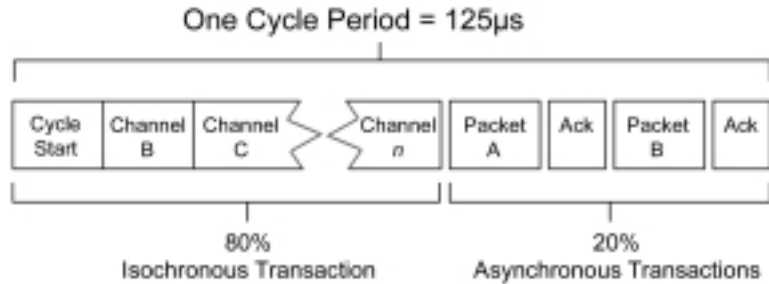 One Cycle Period = 125µs
Cycle Start
Channel B
Channel C
Channel n
Packet A
Ack
Packet B
Ack
80%
Isochronous Transaction
20%
Asynchronous Transactions